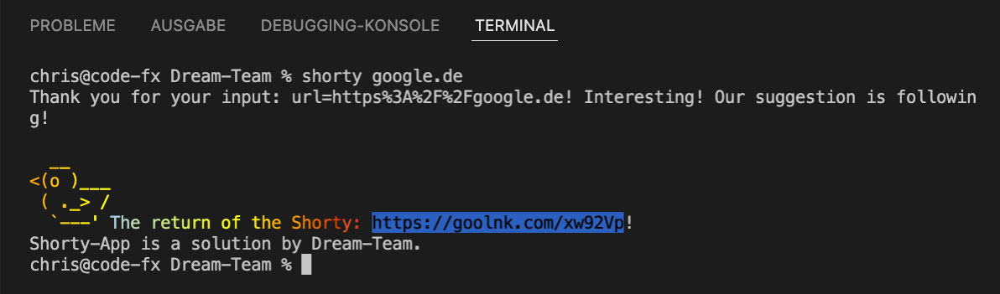 PROBLEME AUSGABE DEBUGGING-KONSOLE TERMINAL
chris@code-fx Dream-Team % shorty google.de
Thank you for your input: url=https%3A%2F%2Fgoogle.de! Interesting! Our suggestion is followin
g!
   __
<(o )___
 ( ._> /
  `---' The return of the Shorty: https://goolnk.com/xw92Vp!
Shorty-App is a solution by Dream-Team.
chris@code-fx Dream-Team %